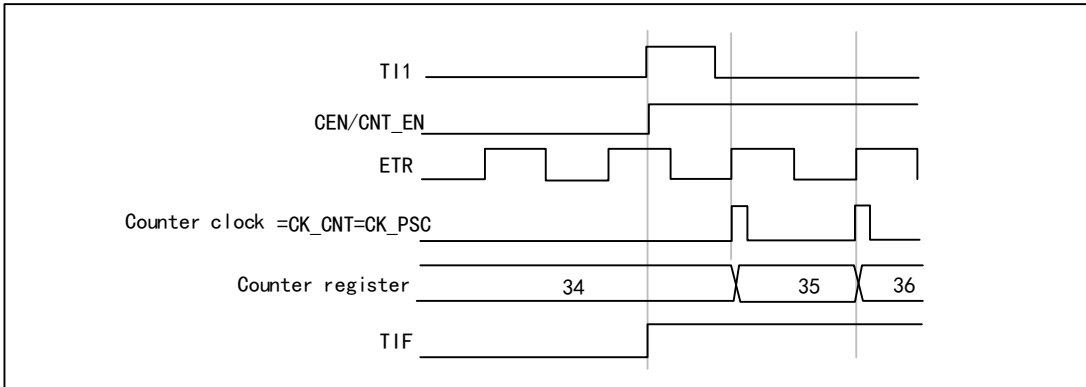 TI1
CEN/CNT_EN
ETR
Counter clock =CK_CNT=CK_PSC
Counter register 34 35 36
TIF